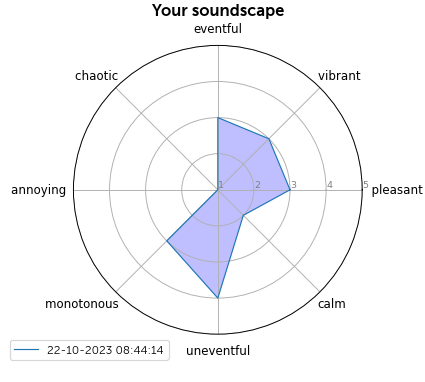 Your soundscape
eventful
chaotic
vibrant
annoying
1 2 3 4 5
pleasant
monotonous
calm
22-10-2023 08:44:14
uneventful